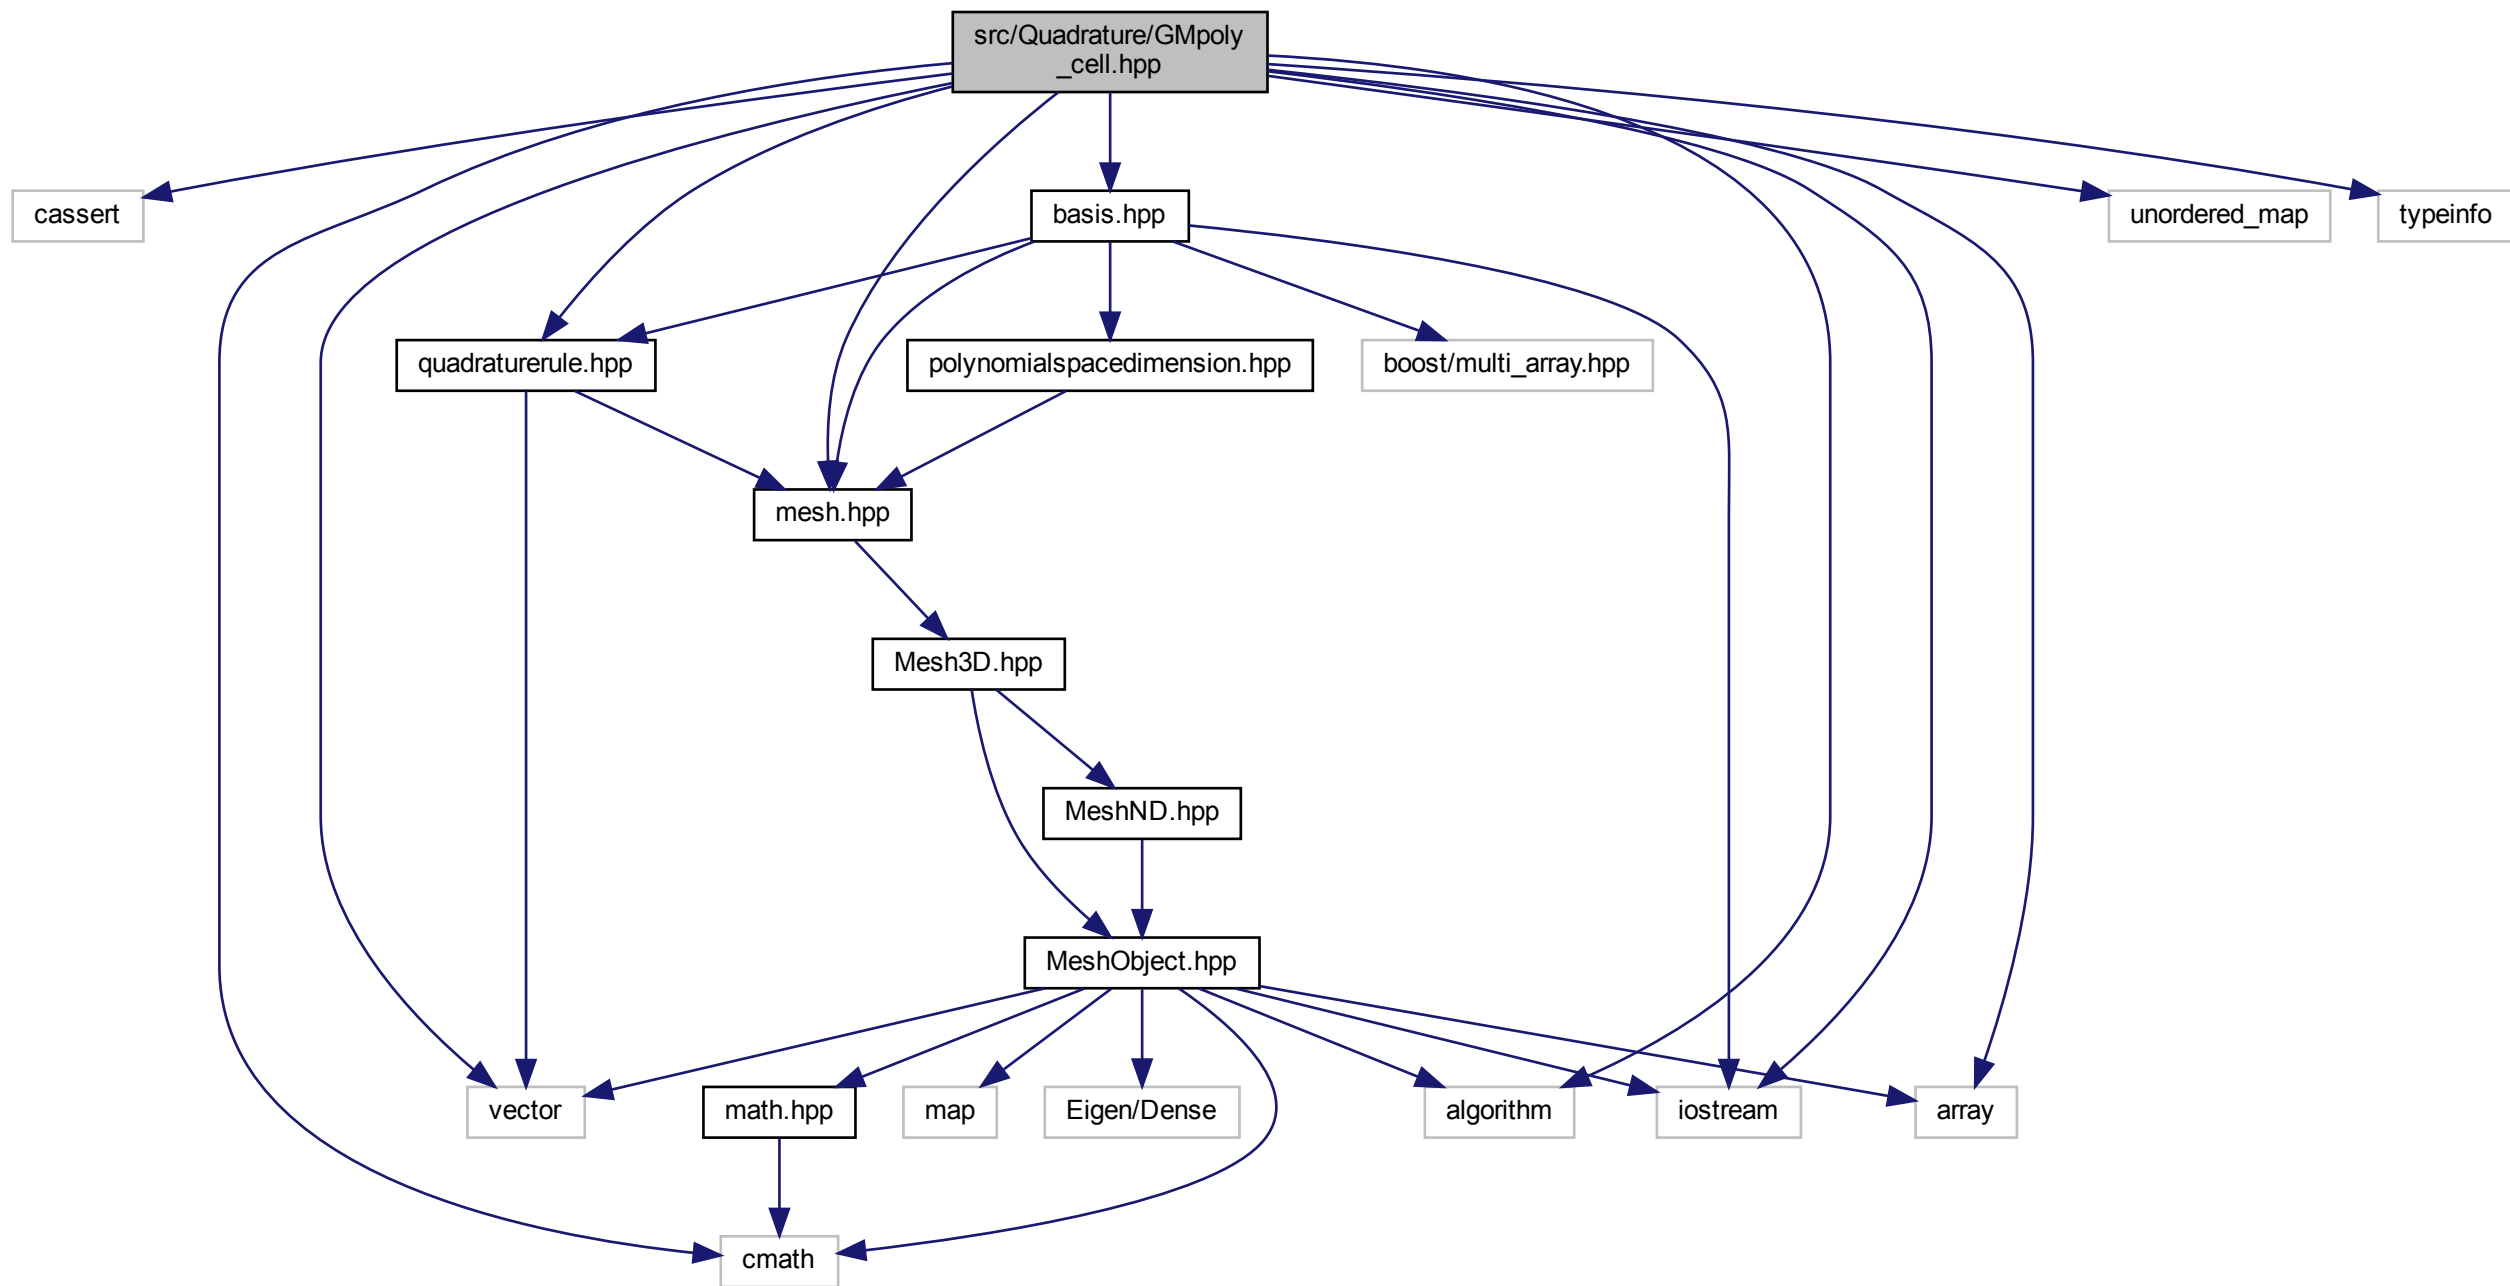 src/Quadrature/GMpoly
_cell.hpp
cassert
basis.hpp
unordered_map
typeinfo
quadraturerule.hpp
polynomialspacedimension.hpp
boost/multi_array.hpp
mesh.hpp
Mesh3D.hpp
MeshND.hpp
MeshObject.hpp
vector
math.hpp
map
Eigen/Dense
algorithm
iostream
array
cmath